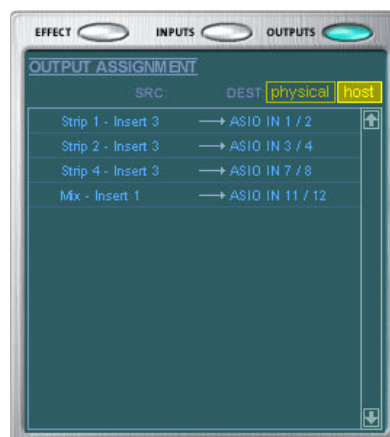 EFFECT INPUTS OUTPUTS
OUTPUT ASSIGNMENT
SRC: DEST: physical host
Strip 1 - Insert 3 ASIO IN 1 / 2
Strip 2 - Insert 3 ASIO IN 3 / 4
Strip 4 - Insert 3 ASIO IN 7 / 8
Mix - Insert 1 ASIO IN 11 / 12